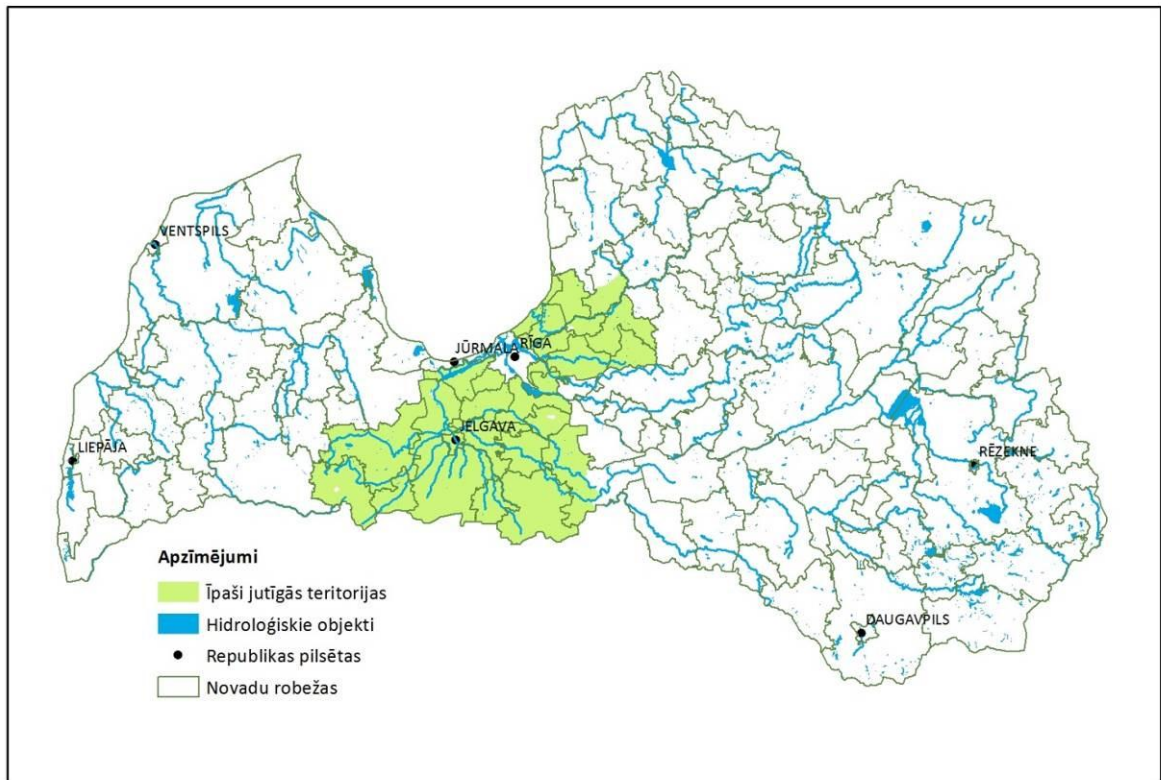 VENTSPILS
JŪRMALA
RĪGA
JELGAVA
LIEPĀJA
RĒZEKNE
DAUGAVPILS
Apzīmējumi
Īpaši jutīgās teritorijas
Hidroloģiskie objekti
Republikas pilsētas
Novadu robežas